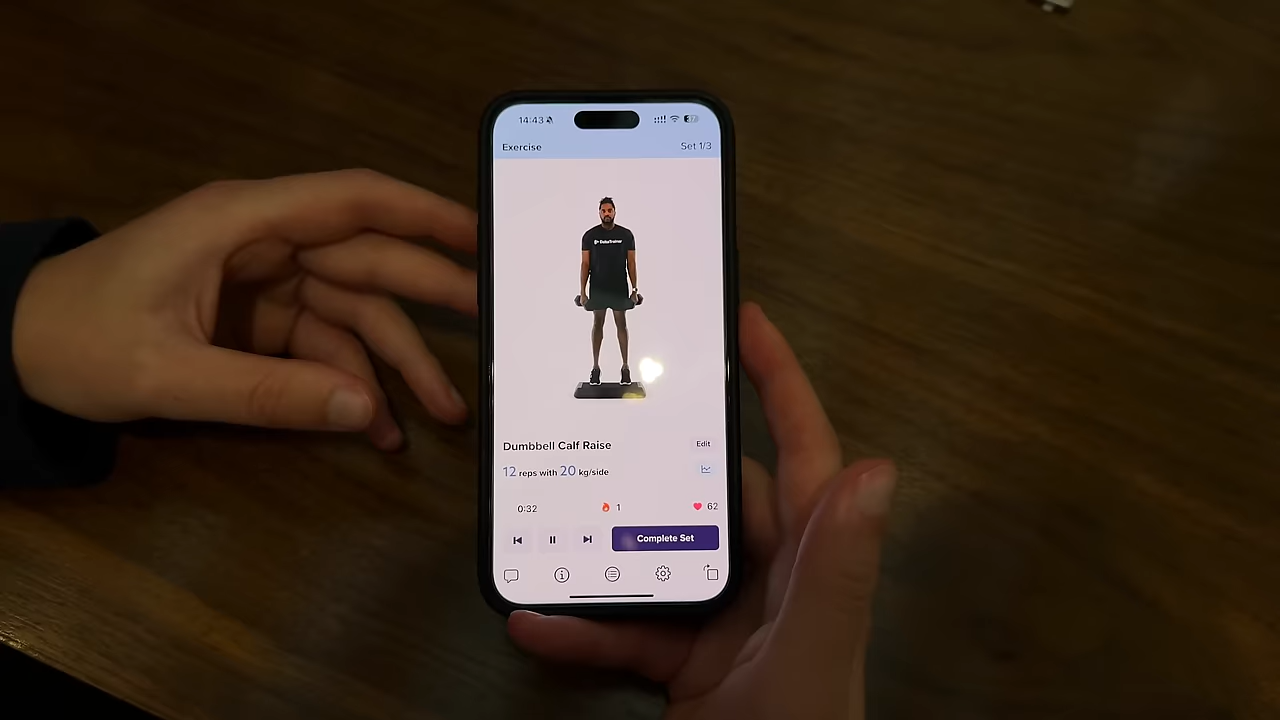 14:43
37
Exercise
Set 1/3
Dumbbell Calf Raise
Edit
12 reps with 20 kg/side
0:32
1
62
Complete Set